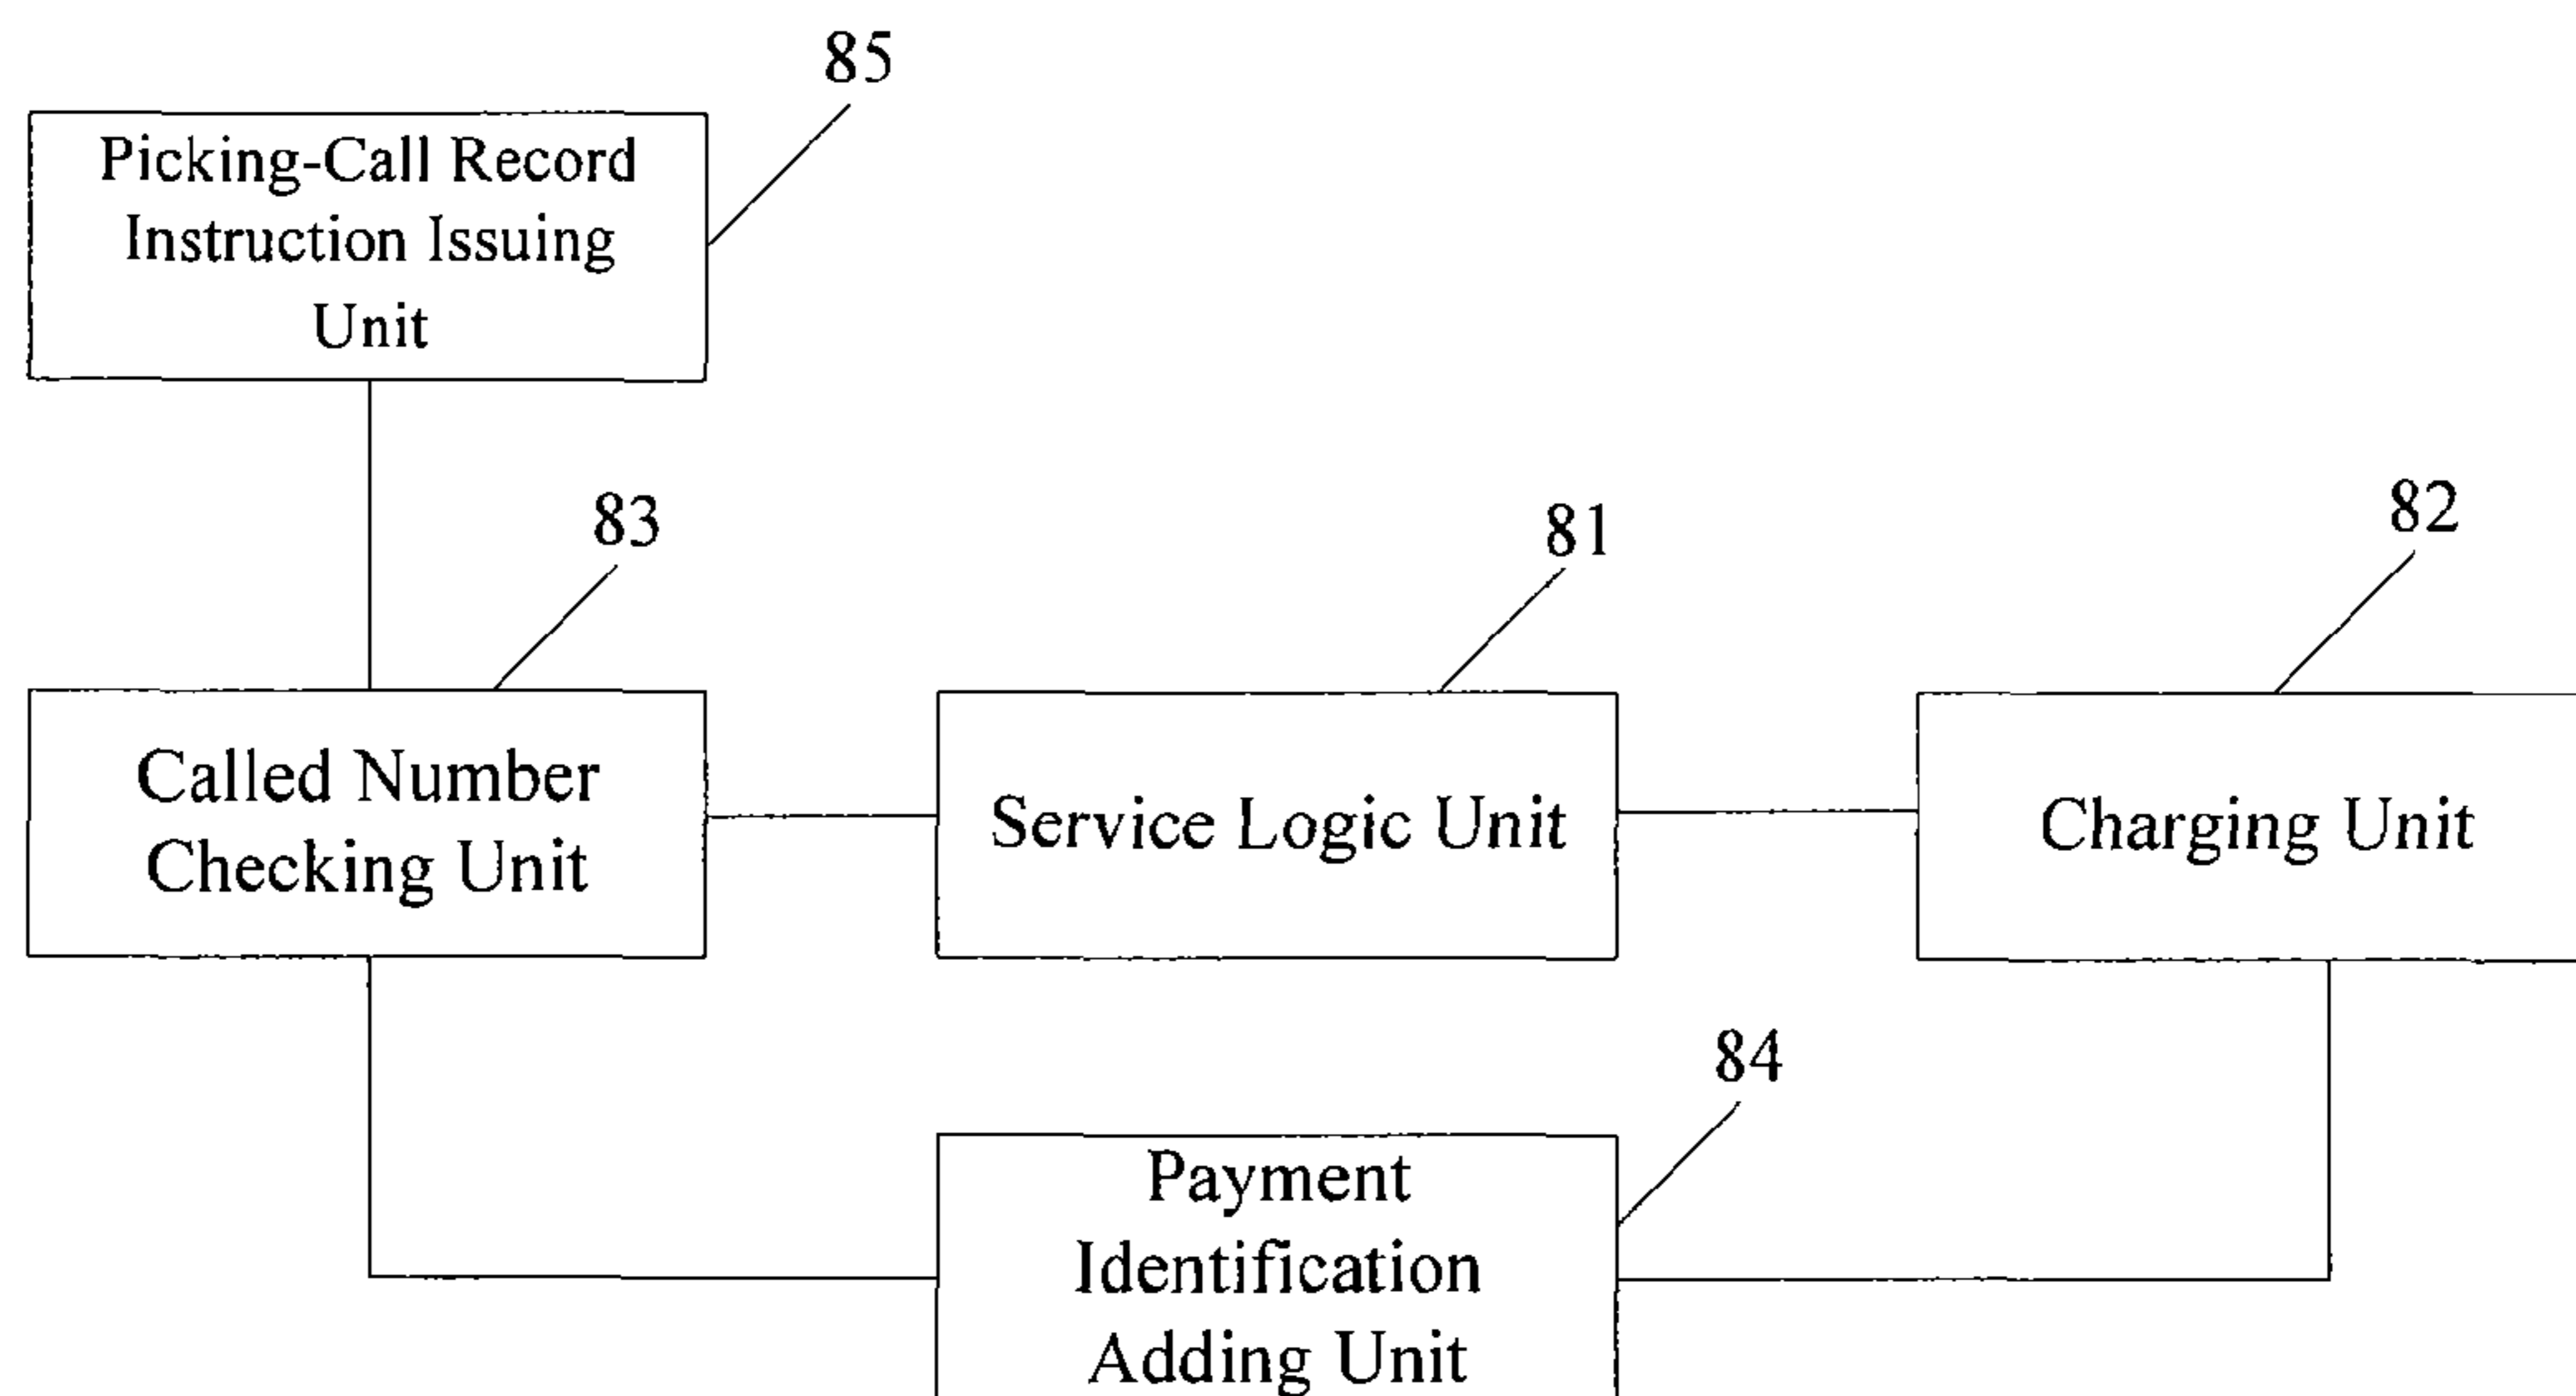 85
Picking-Call Record
Instruction Issuing
Unit
83
81
82
Called Number
Checking Unit
Service Logic Unit
Charging Unit
84
Payment
Identification
Adding Unit